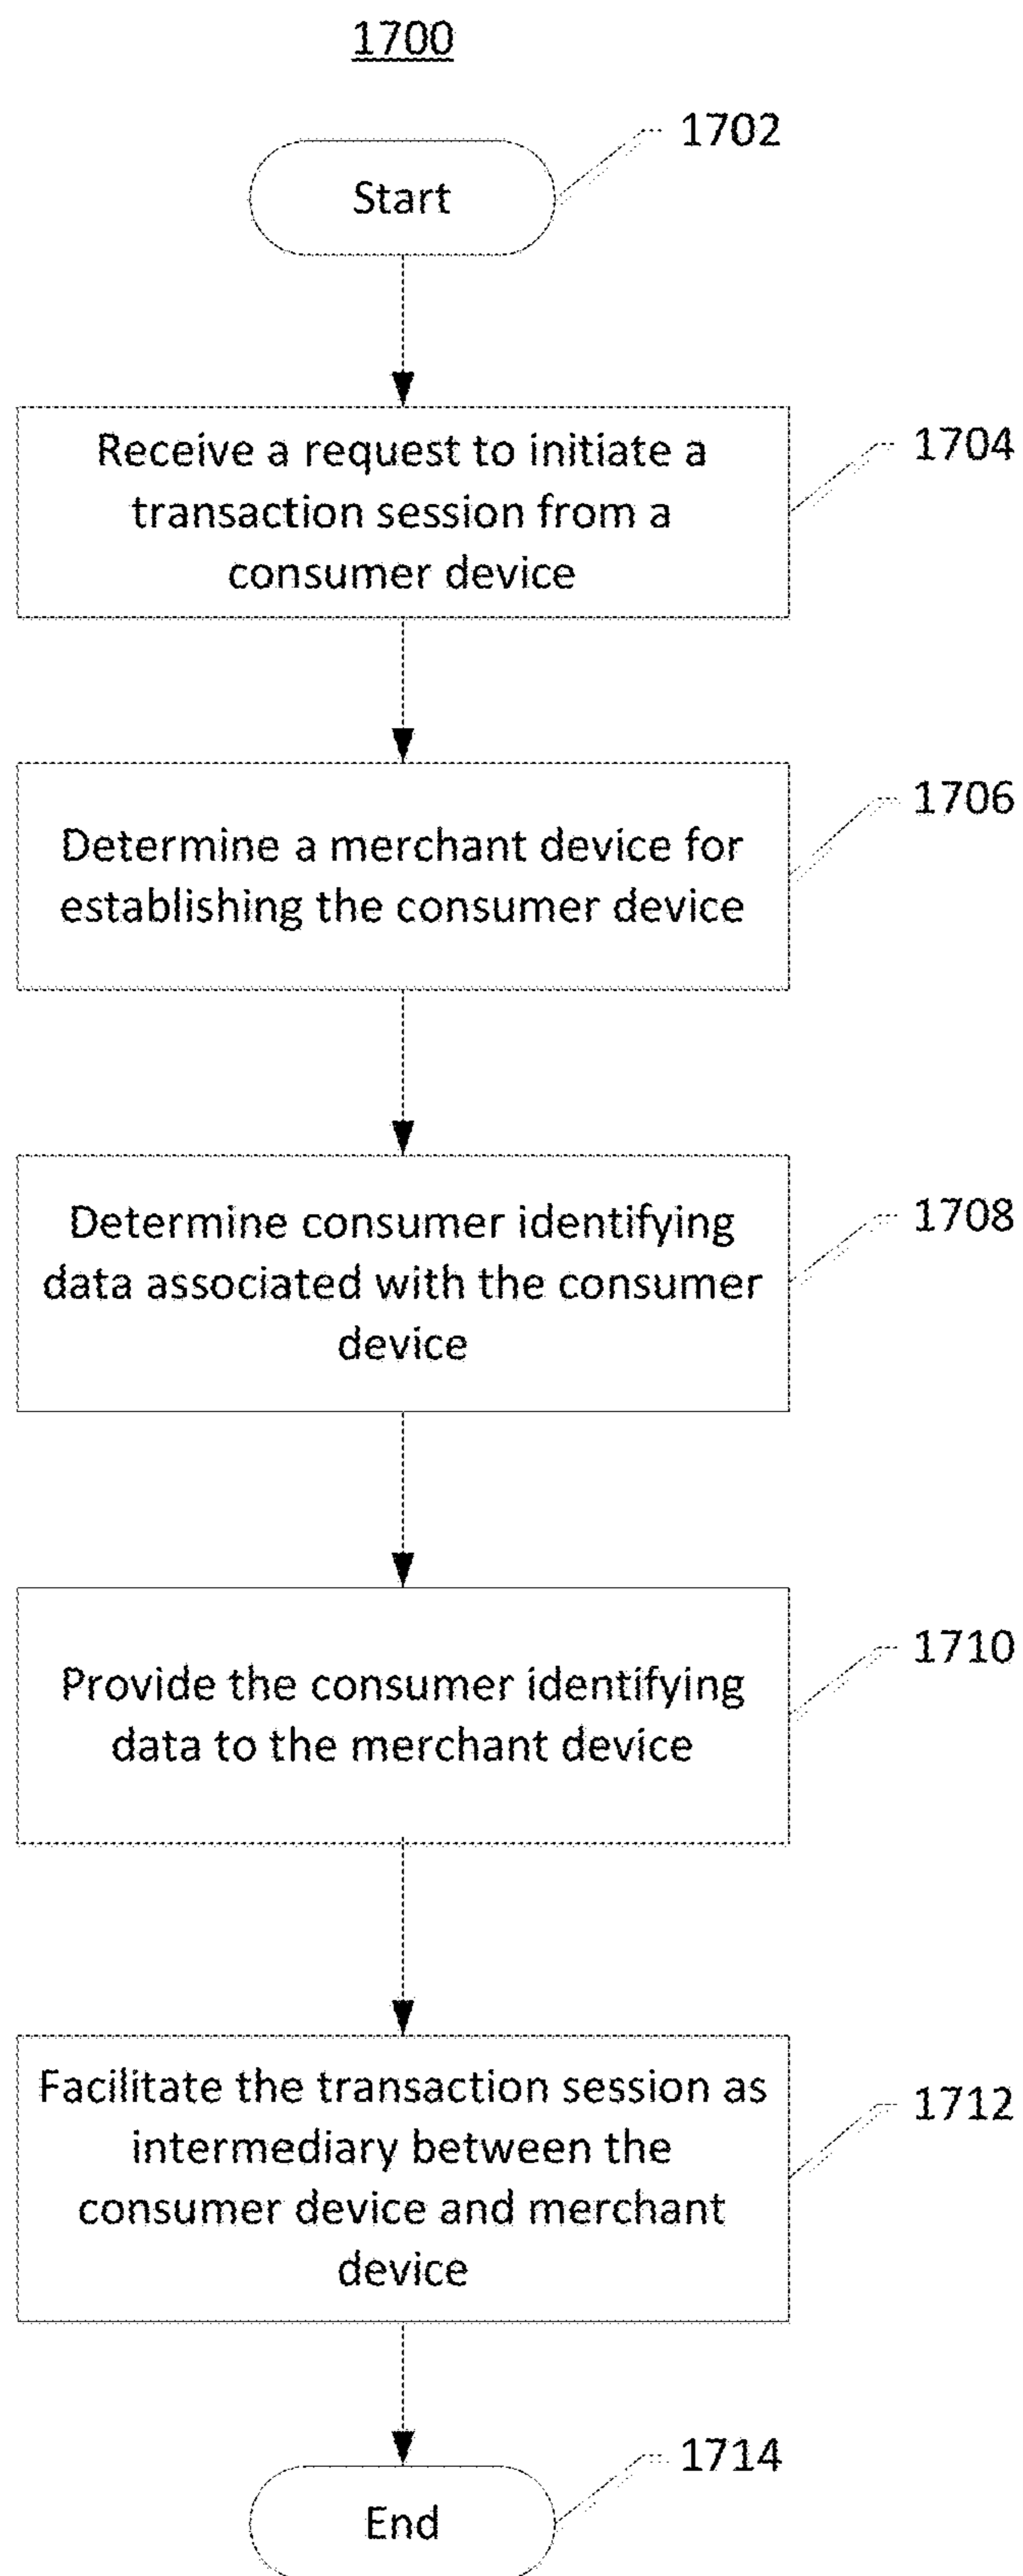 1700
1702
Start
1704
Receive a request to initiate a
transaction session from a
consumer device
1706
Determine a merchant device for
establishing the consumer device
1708
Determine consumer identifying
data associated with the consumer
device
1710
Provide the consumer identifying
data to the merchant device
1712
Facilitate the transaction session as
intermediary between the
consumer device and merchant
device
1714
End